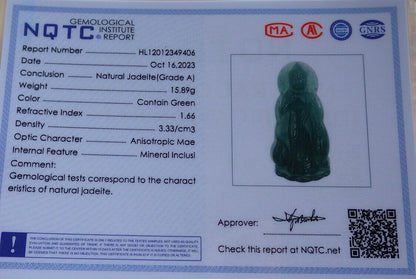 NQTC GEMOLOGICAL INSTITUTE REPORT
MA GNRS
Report Number HL12012349406
Date Oct 16,2023
Conclusion Natural Jadeite(Grade A)
Weight 15.89g
Color Contain Green
Refractive Index 1.66
Density 3.33/cm3
Optic Character Anisotropic Mae
Internal Feature Mineral Inclusi
Comment:
Gemological tests correspond to the charact
eristics of natural jadeite.
Approver:
Check this report at NQTC.net